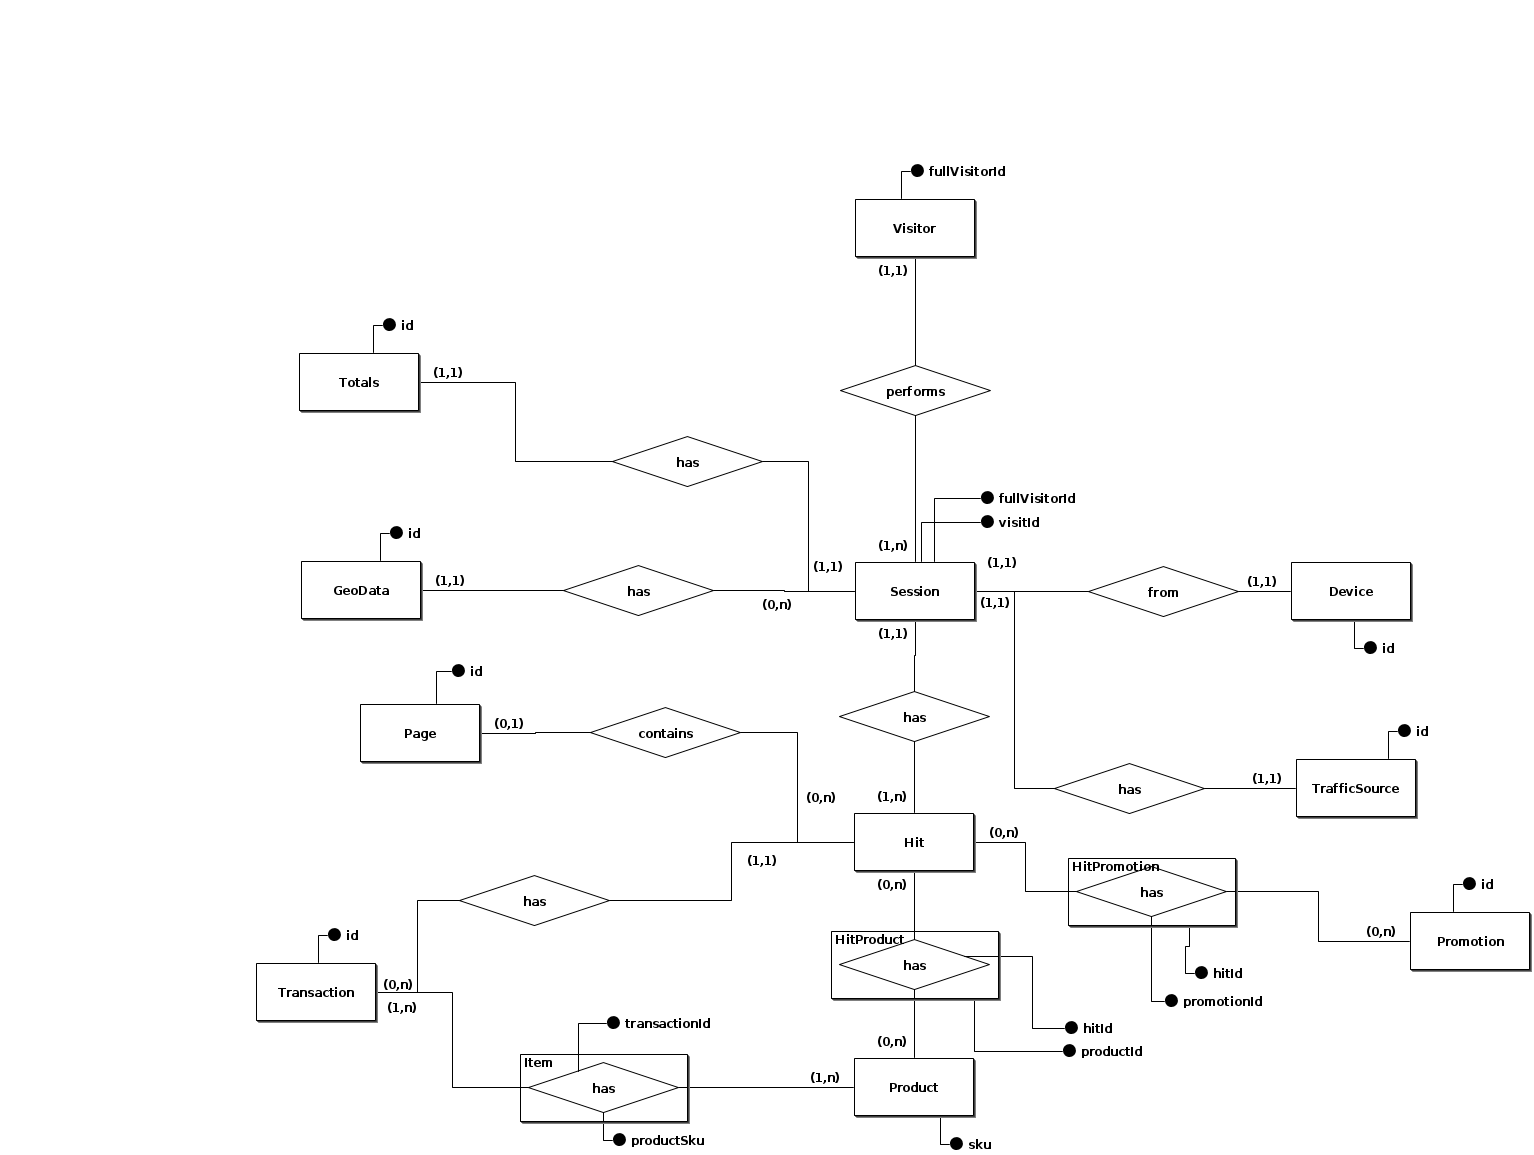 fullVisitorId
Visitor
(1,1)
id
Totals
(1,1)
performs
has
fullVisitorId
visitId
id
(1,n)
(1,1)
(1,1)
GeoData
(1,1)
has
(0,n)
Session
(1,1)
from
(1,1)
Device
(1,1)
id
id
Page
(0,1)
contains
has
id
(0,n)
(1,n)
has
(1,1)
TrafficSource
Hit
(0,n)
(1,1)
HitPromotion
has
(0,n)
id
Promotion
has
(0,n)
id
HitProduct
has
hitId
promotionId
Transaction
(0,n)
(1,n)
transactionId
hitId
productId
(0,n)
Item
has
(1,n)
Product
productSku
sku